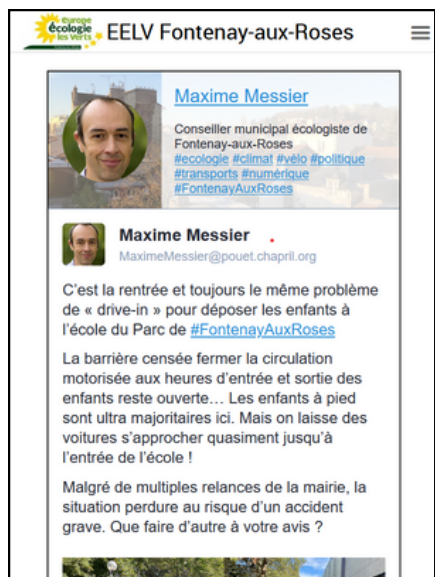 europe
écologie
les verts
EELV Fontenay-aux-Roses
Maxime Messier
Conseiller municipal écologiste de
Fontenay-aux-Roses
#ecologie #climat #vélo #politique
#transports #numérique
#FontenayAuxRoses
Maxime Messier
MaximeMessier@pouet.chapril.org
C'est la rentrée et toujours le même problème
de « drive-in » pour déposer les enfants à
l'école du Parc de #FontenayAuxRoses
La barrière censée fermer la circulation
motorisée aux heures d'entrée et sortie des
enfants reste ouverte… Les enfants à pied
sont ultra majoritaires ici. Mais on laisse des
voitures s'approcher quasiment jusqu'à
l'entrée de l'école !
Malgré de multiples relances de la mairie, la
situation perdure au risque d'un accident
grave. Que faire d'autre à votre avis ?